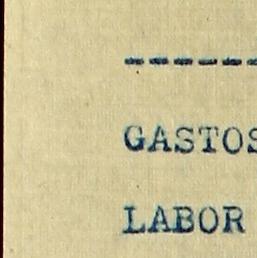 ------
GASTOS
LABOR